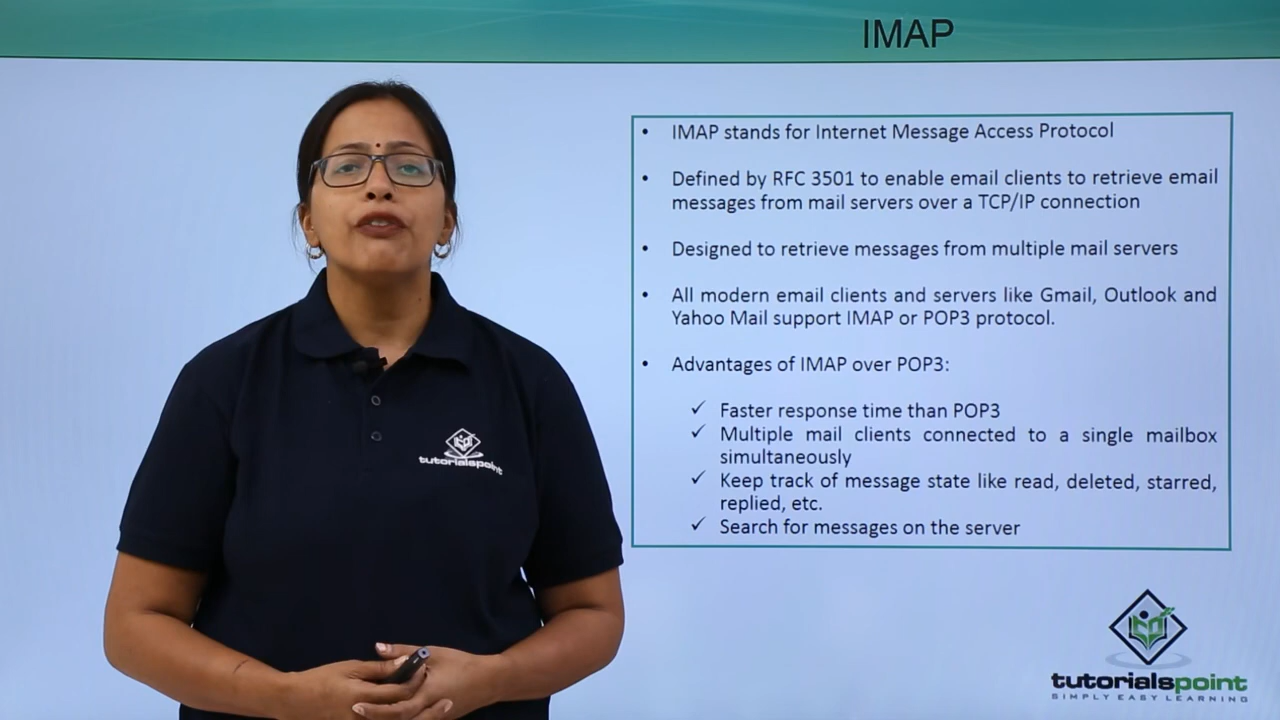 IMAP
• IMAP stands for Internet Message Access Protocol
• Defined by RFC 3501 to enable email clients to retrieve email
messages from mail servers over a TCP/IP connection
• Designed to retrieve messages from multiple mail servers
• All modern email clients and servers like Gmail, Outlook and
Yahoo Mail support IMAP or POP3 protocol.
• Advantages of IMAP over POP3:
✓ Faster response time than POP3
✓ Multiple mail clients connected to a single mailbox
simultaneously
✓ Keep track of message state like read, deleted, starred,
replied, etc.
✓ Search for messages on the server
tutorialspoint
tutorialspoint
SIMPLY EASY LEARNING